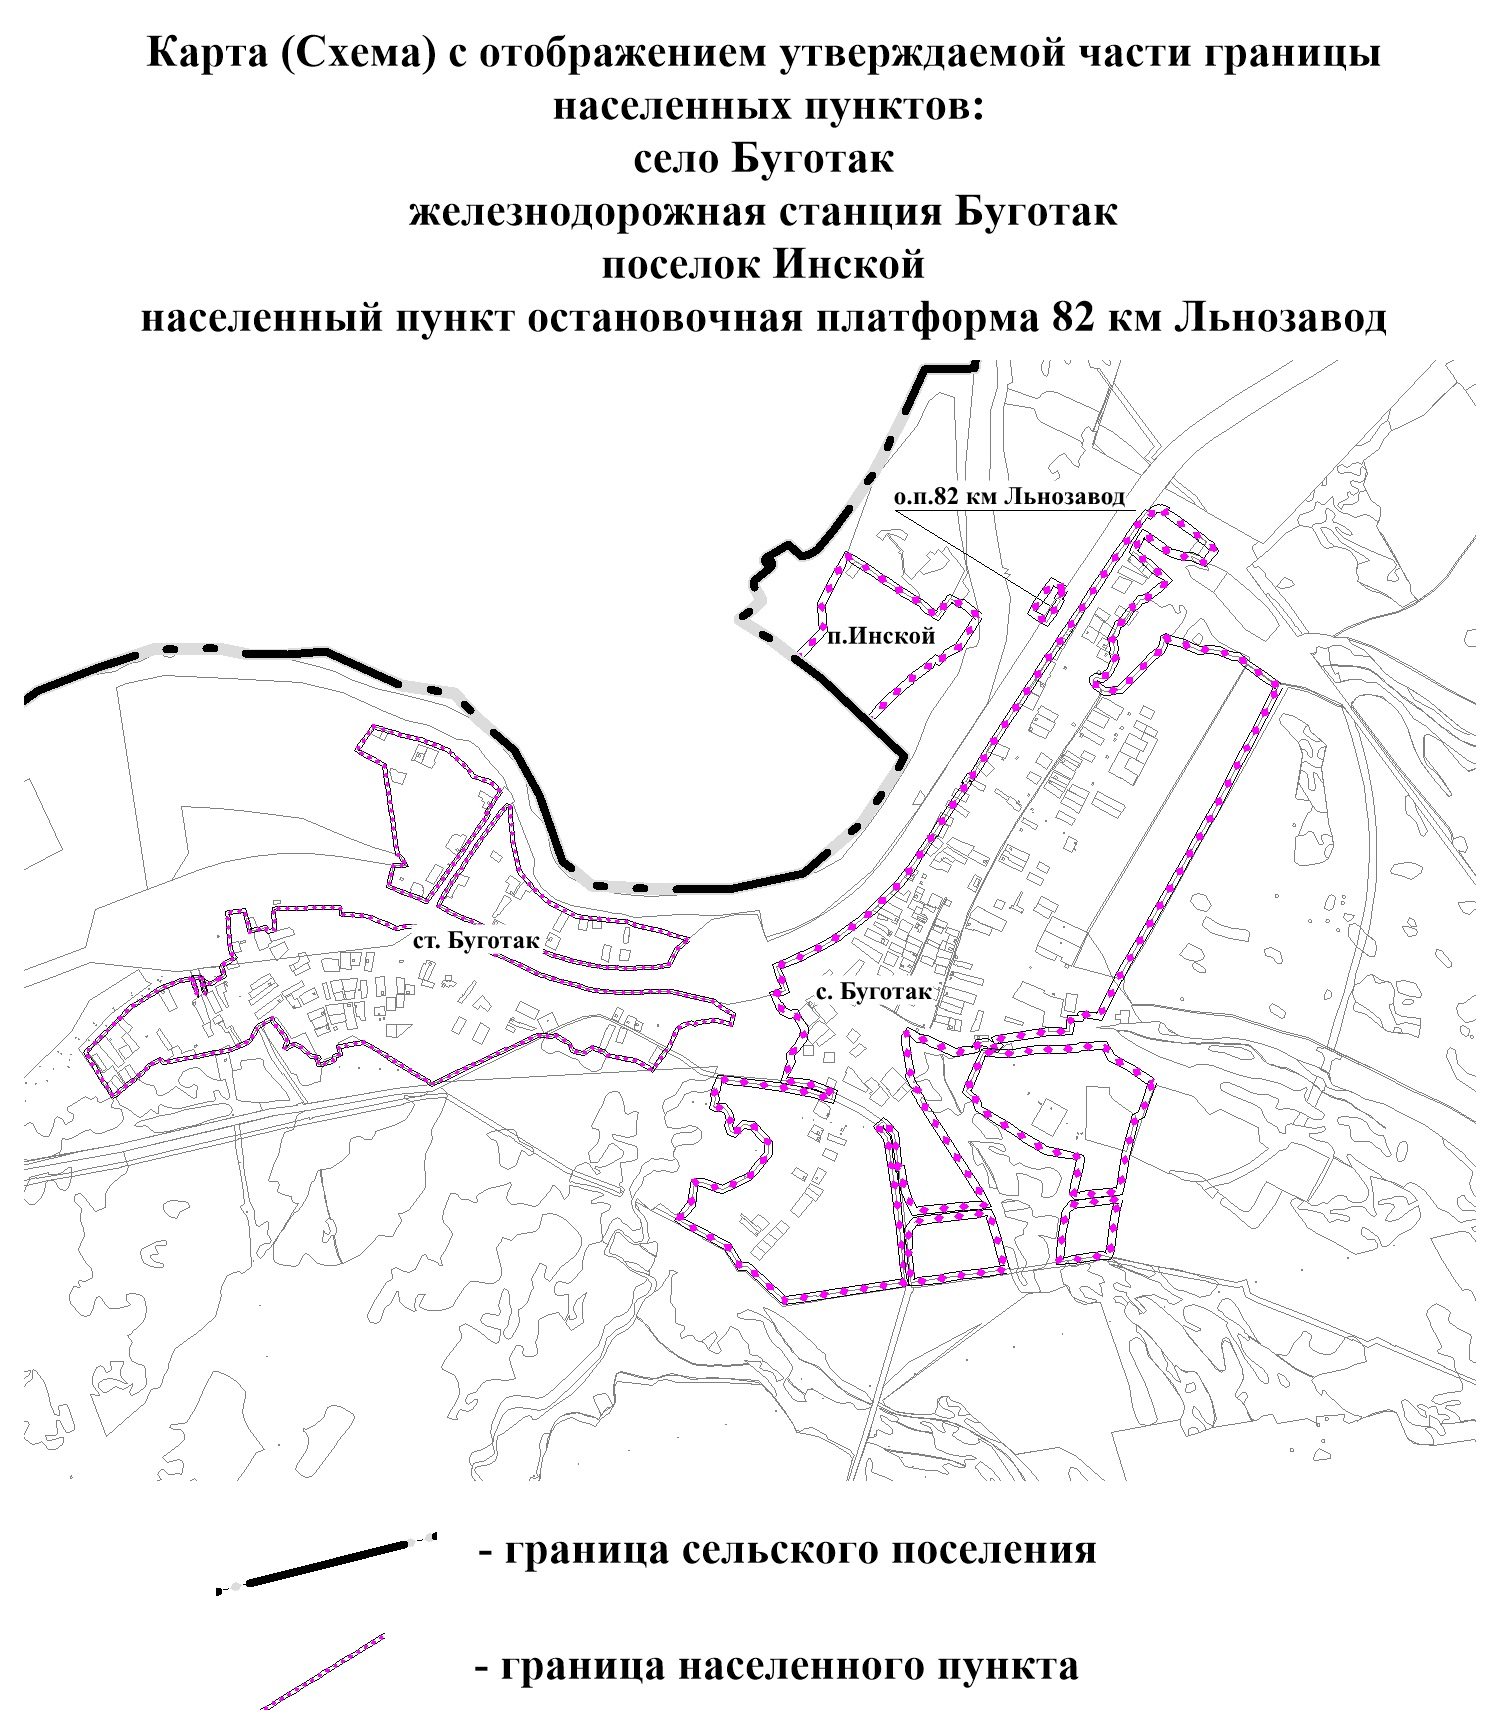 Карта (Схема) с отображением утверждаемой части границы
населенных пунктов:
село Буготак
железнодорожная станция Буготак
поселок Инской
населенный пункт остановочная платформа 82 км Льнозавод
о.п.82 км Льнозавод
п.Инской
ст. Буготак
с. Буготак
- граница сельского поселения
- граница населенного пункта